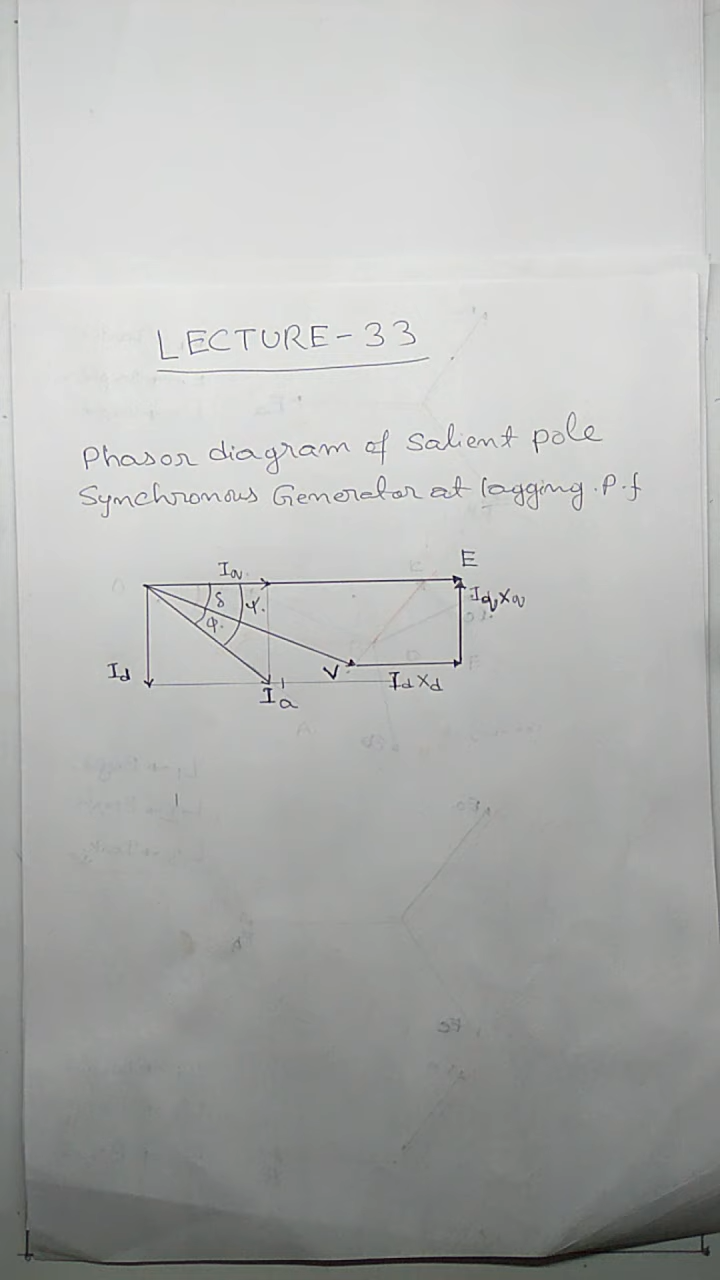 LECTURE-33
Phasor diagram of Salient pole
Synchronous Generator at lagging P.f
Iq
E
δ
ψ
Iq Xq
φ
Id
V
Id Xd
Ia